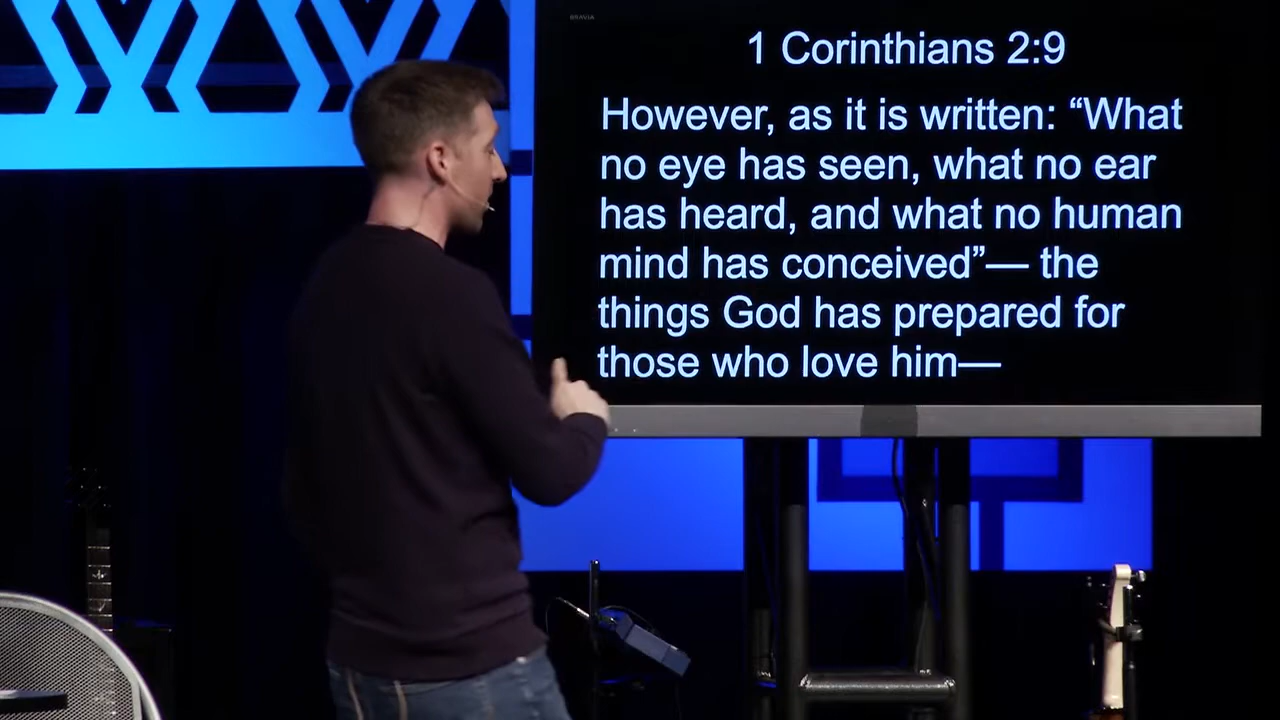 BRAVIA
1 Corinthians 2:9
However, as it is written: “What
no eye has seen, what no ear
has heard, and what no human
mind has conceived”— the
things God has prepared for
those who love him—